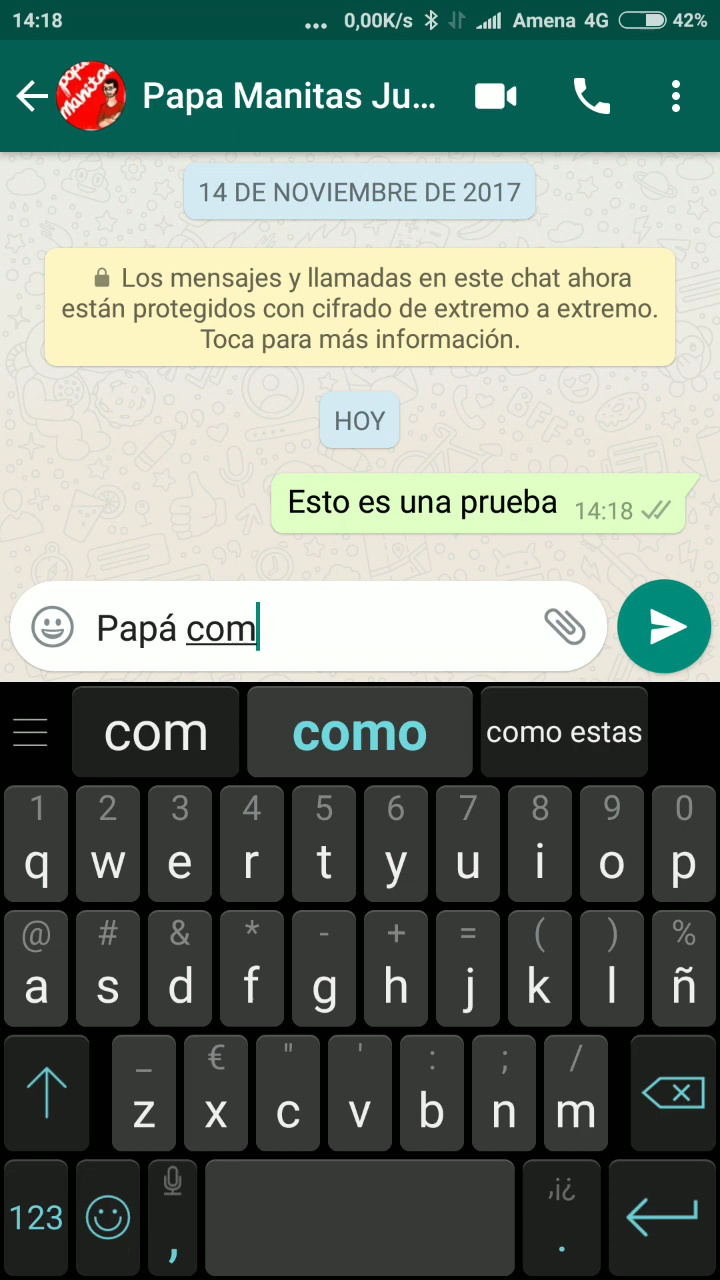 14:18 ... 0,00K/s Amena 4G 42%
papá
Manitas
Papa Manitas Ju...
14 DE NOVIEMBRE DE 2017
Los mensajes y llamadas en este chat ahora
están protegidos con cifrado de extremo a extremo.
Toca para más información.
HOY
Esto es una prueba 14:18
Papá com
com como como estas
1 2 3 4 5 6 7 8 9 0
q w e r t y u i o p
@ # & * - + = ( ) %
a s d f g h j k l ñ
_ € " ' : ; /
z x c v b n m
,¡¿
123 , .